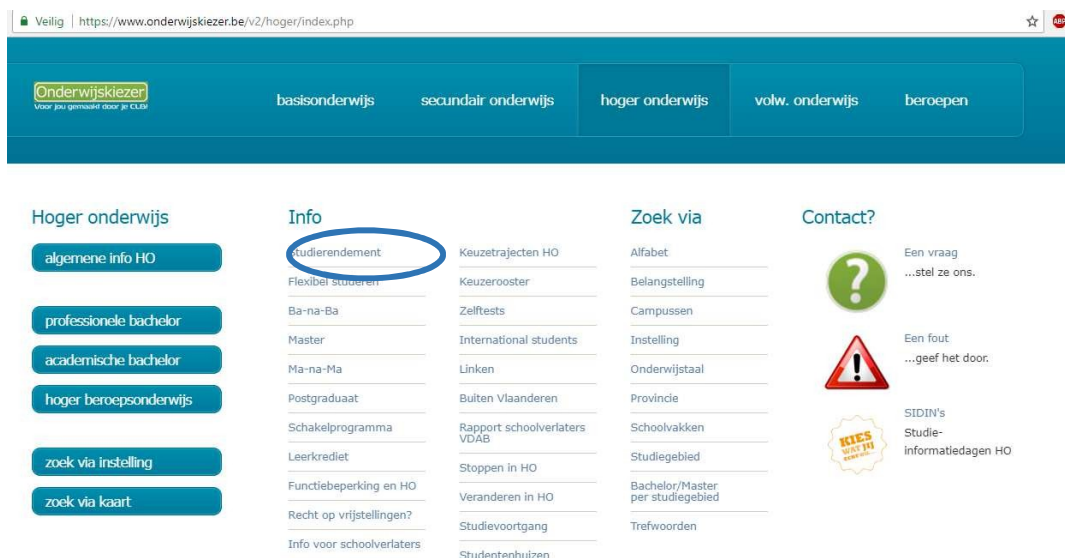 Veilig | https://www.onderwijskiezer.be/v2/hoger/index.php
ABP
Onderwijskiezer
Voor jou gemaakt door je CLB!
basisonderwijs
secundair onderwijs
hoger onderwijs
volw. onderwijs
beroepen
Hoger onderwijs
algemene info HO
professionele bachelor
academische bachelor
hoger beroepsonderwijs
zoek via instelling
zoek via kaart
Info
Studierendement
Flexibel studeren
Ba-na-Ba
Master
Ma-na-Ma
Postgraduaat
Schakelprogramma
Leerkrediet
Functiebeperking en HO
Recht op vrijstellingen?
Info voor schoolverlaters
Keuzetrajecten HO
Keuzerooster
Zelftests
International students
Linken
Buiten Vlaanderen
Rapport schoolverlaters
VDAB
Stoppen in HO
Veranderen in HO
Studievoortgang
Studentenhuizen
Zoek via
Alfabet
Belangstelling
Campussen
Instelling
Onderwijstaal
Provincie
Schoolvakken
Studiegebied
Bachelor/Master
per studiegebied
Trefwoorden
Contact?
Een vraag
...stel ze ons.
Een fout
...geef het door.
KIES
WAT JIJ
SIDIN's
Studie-
informatiedagen HO